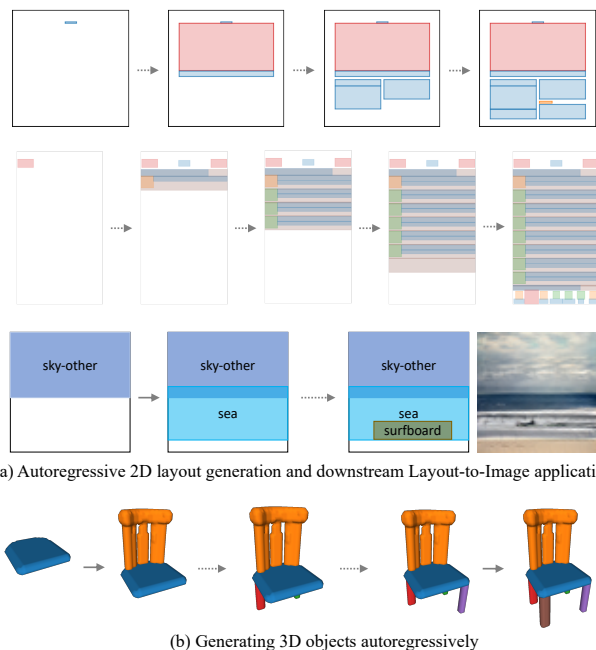 sky-other
sky-other
sky-other
sea
sea
surfboard
a) Autoregressive 2D layout generation and downstream Layout-to-Image applicati
(b) Generating 3D objects autoregressively